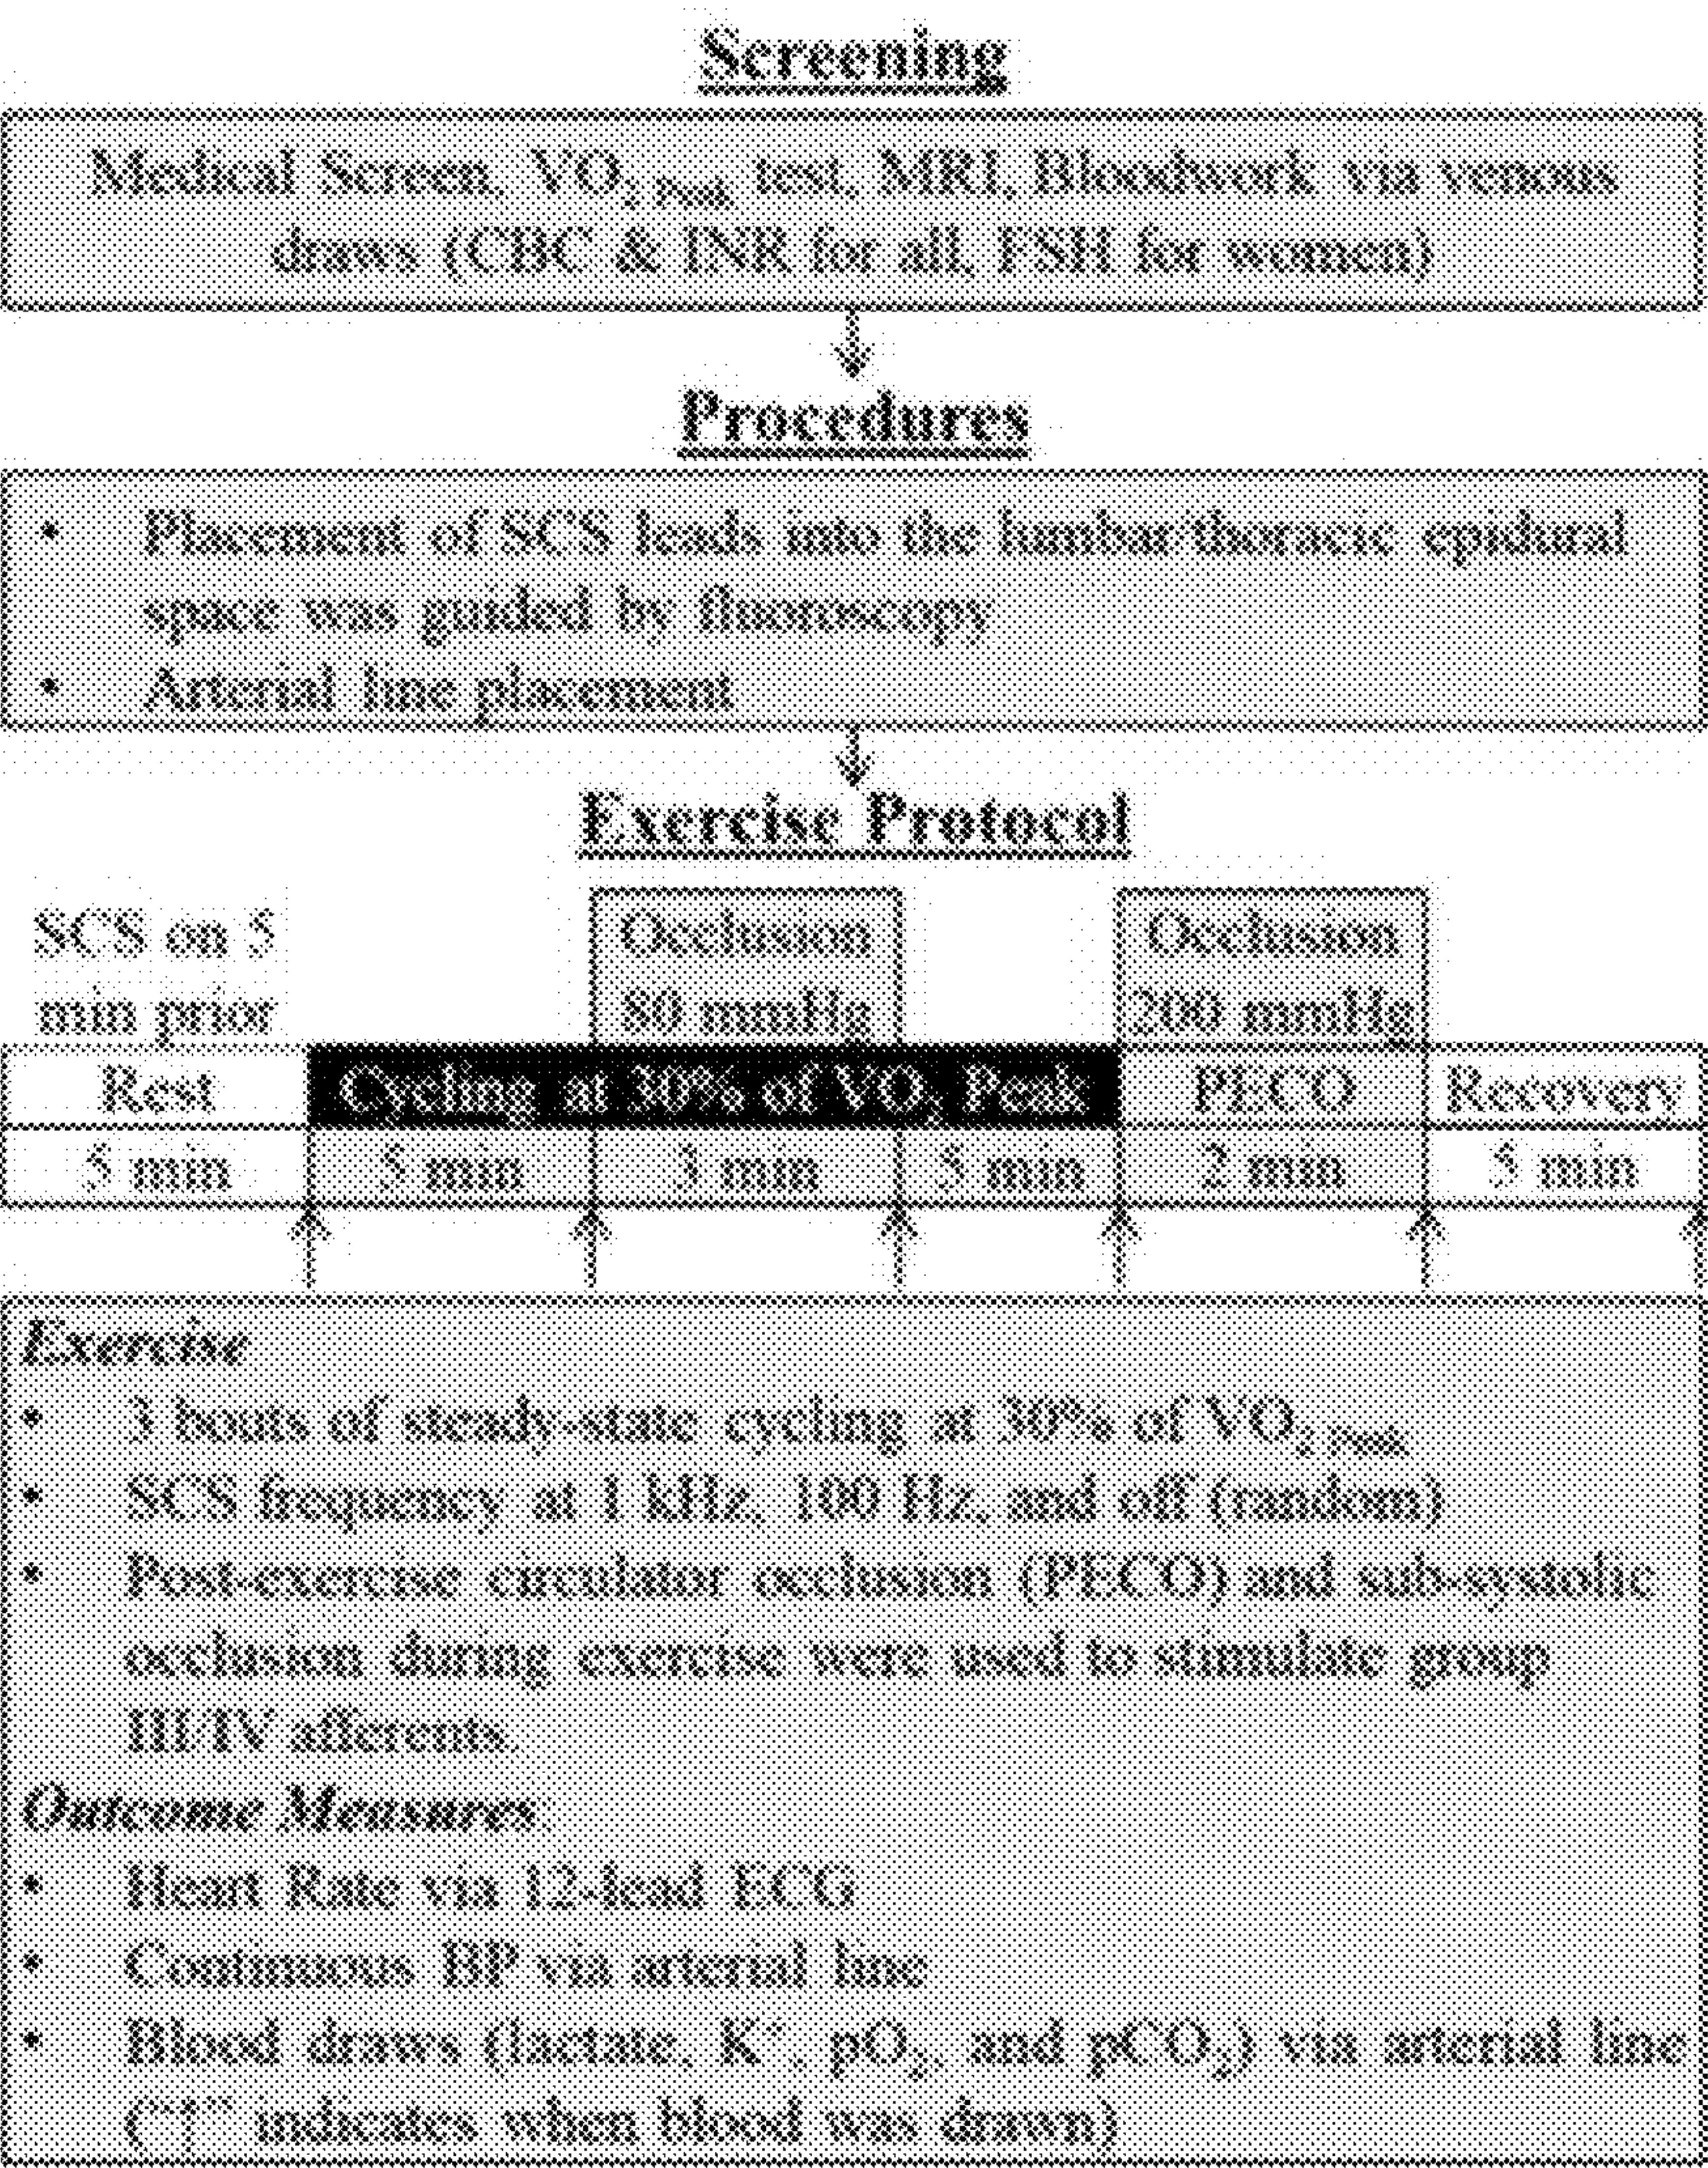 Screening
Medical Screen, VO2 Peak test, MRI, Bloodwork via venous
draws (CBC & INR for all, FSH for women)
Procedures
• Placement of SCS leads into the lumbar/thoracic epidural
space was guided by fluoroscopy
• Arterial line placement
Exercise Protocol
SCS on 5
min prior
Occlusion
80 mmHg
Occlusion
200 mmHg
Rest
Cycling at 30% of VO2 Peak
PECO
Recovery
5 min
5 min
3 min
5 min
2 min
5 min
Exercise
• 3 bouts of steady-state cycling at 30% of VO2 Peak
• SCS frequency at 1 kHz, 100 Hz, and off (random)
• Post-exercise circulator occlusion (PECO) and sub-systolic
occlusion during exercise were used to stimulate group
III/IV afferents.
Outcome Measures
• Heart Rate via 12-lead ECG
• Continuous BP via arterial line
• Blood draws (lactate, K+, pO2, and pCO2) via arterial line
("↑" indicates when blood was drawn)